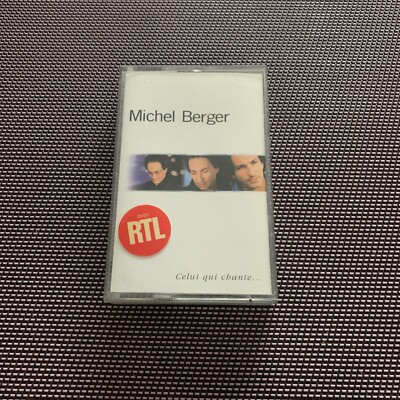 Michel Berger
avec
RTL
Celui qui chante...